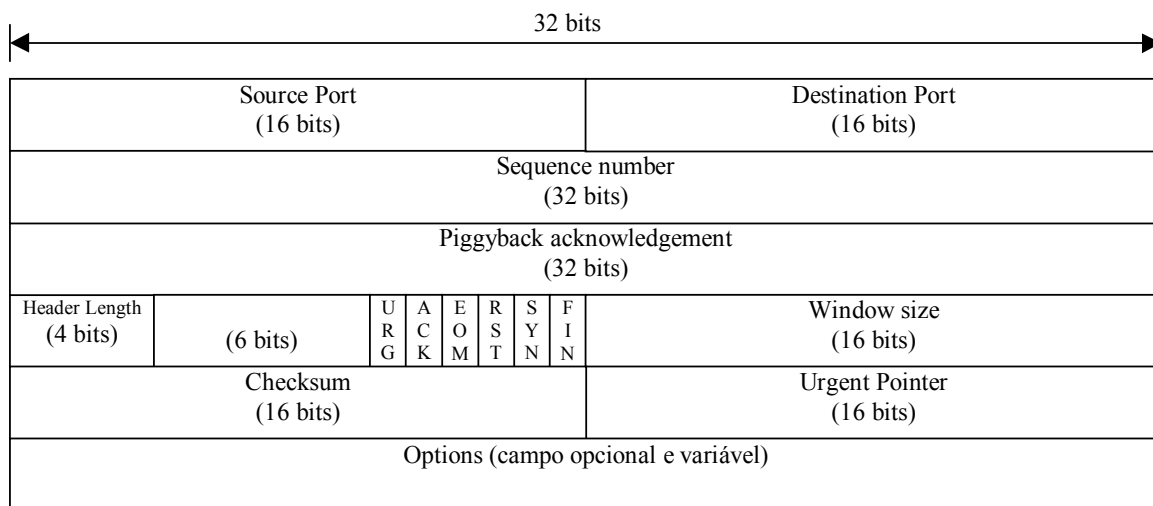 32 bits
Source Port
(16 bits)
Destination Port
(16 bits)
Sequence number
(32 bits)
Piggyback acknowledgement
(32 bits)
Header Length
(4 bits)
(6 bits)
URG
ACK
EOM
RST
SYN
FIN
Window size
(16 bits)
Checksum
(16 bits)
Urgent Pointer
(16 bits)
Options (campo opcional e variável)